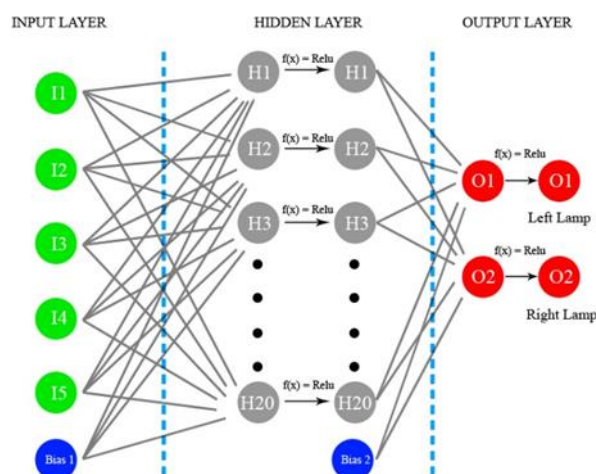 INPUT LAYER
HIDDEN LAYER
OUTPUT LAYER
I1
I2
I3
I4
I5
Bias 1
H1
f(x) = Relu
H1
H2
f(x) = Relu
H2
H3
f(x) = Relu
H3
H20
f(x) = Relu
H20
Bias 2
O1
f(x) = Relu
O1
Left Lamp
O2
f(x) = Relu
O2
Right Lamp